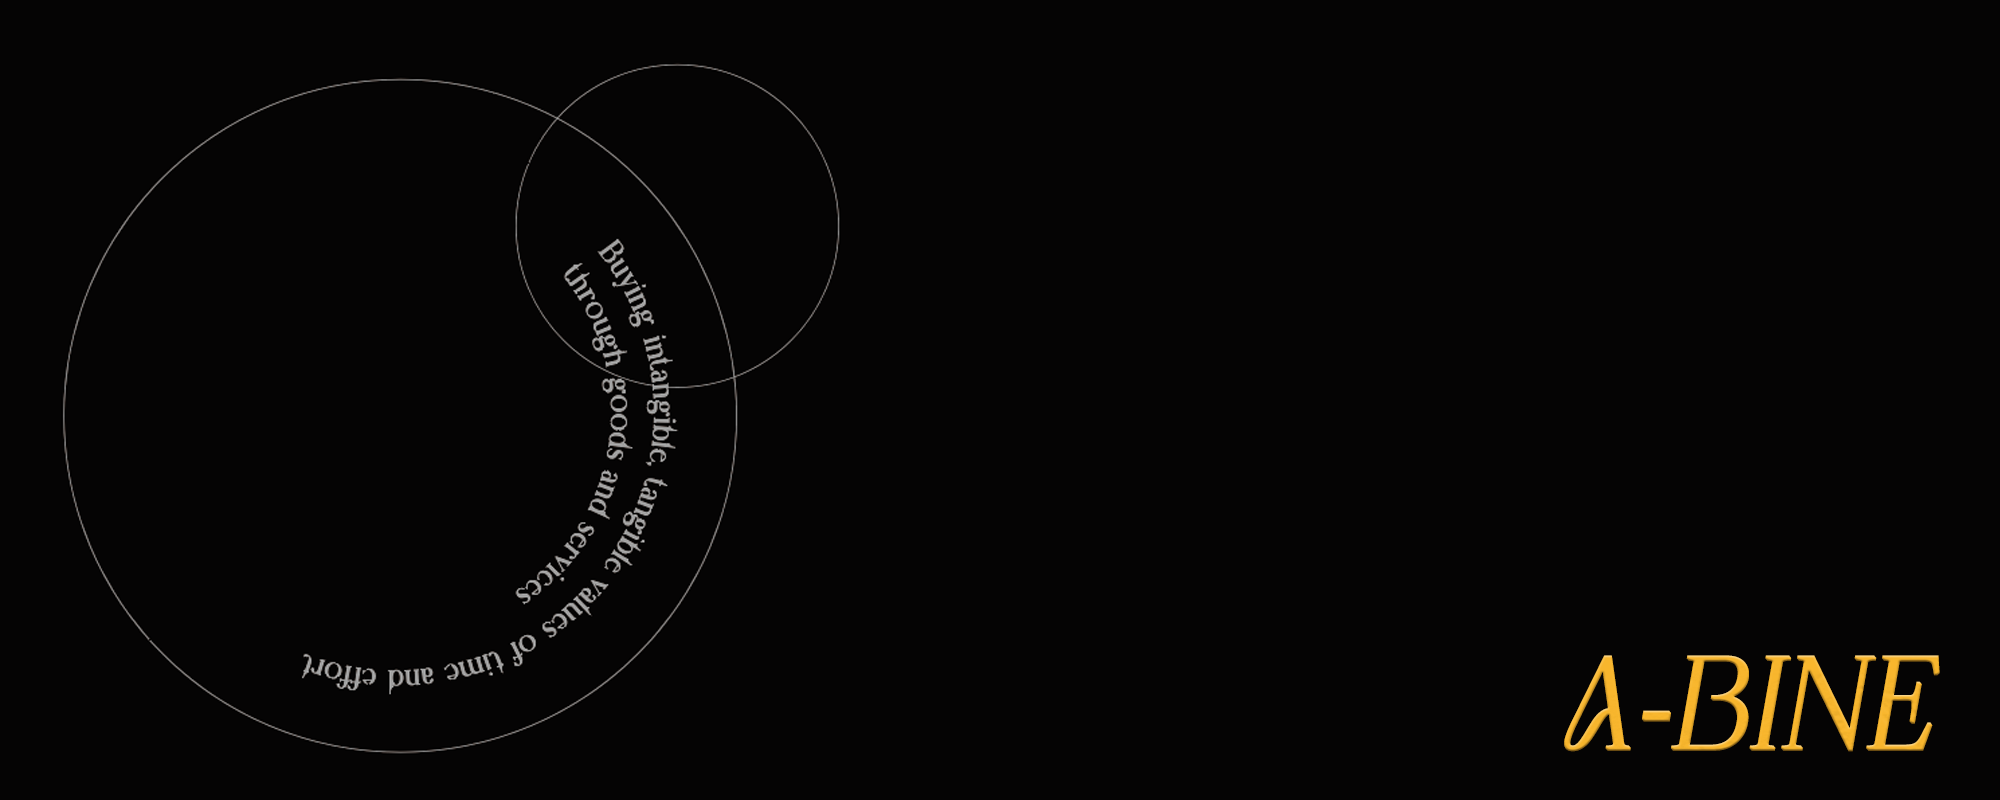 Buying intangible, tangible values of time and effort
through goods and services
A-BINE